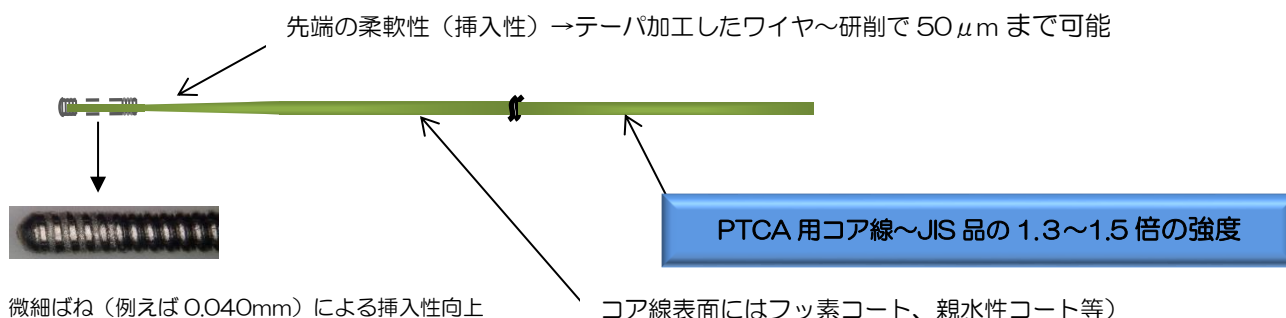 先端の柔軟性（挿入性）→テーパ加工したワイヤ～研削で 50μm まで可能
PTCA 用コア線～JIS 品の 1.3～1.5 倍の強度
微細ばね（例えば 0.040mm）による挿入性向上
コア線表面にはフッ素コート、親水性コート等）